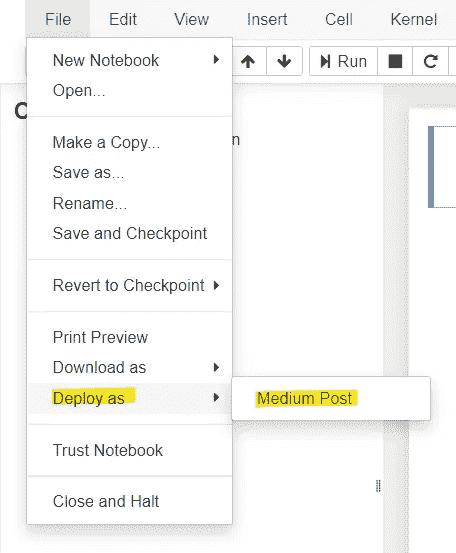 File Edit View Insert Cell Kernel
New Notebook
Run
Open...
C
Make a Copy...
n
Save as...
Rename...
Save and Checkpoint
Revert to Checkpoint
Print Preview
Download as
Deploy as Medium Post
Trust Notebook
Close and Halt